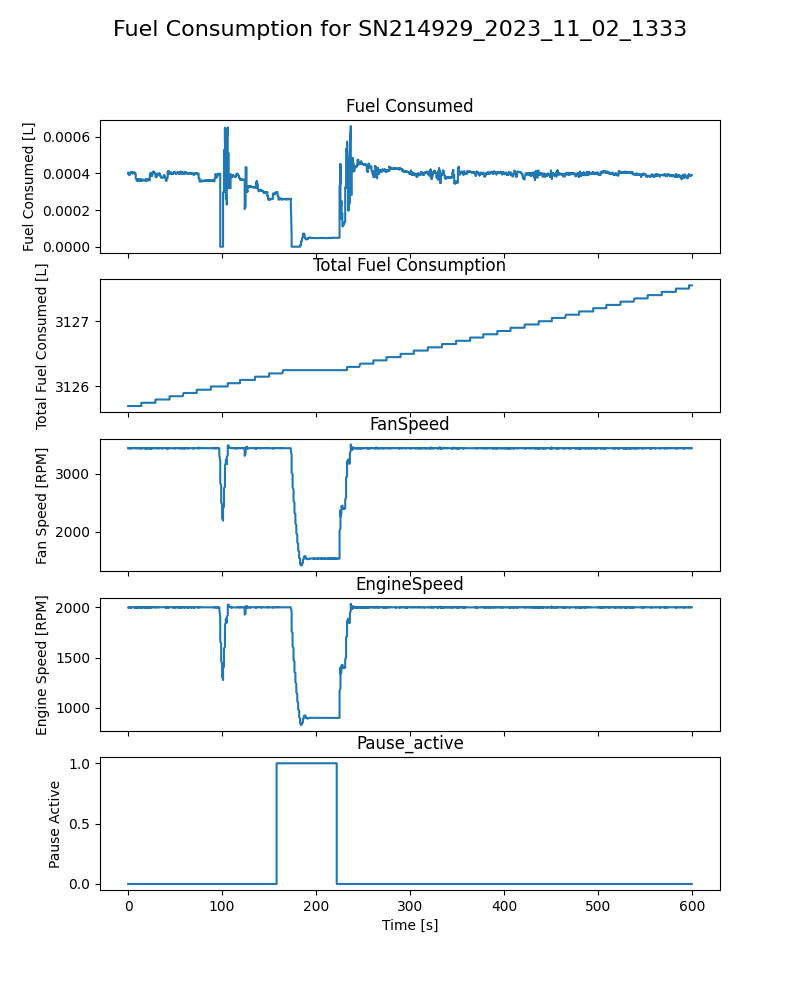 Fuel Consumption for SN214929_2023_11_02_1333
Fuel Consumed
Fuel Consumed [L]
0.0006
0.0004
0.0002
0.0000
Total Fuel Consumption
Total Fuel Consumed [L]
3127
3126
FanSpeed
Fan Speed [RPM]
3000
2000
EngineSpeed
Engine Speed [RPM]
2000
1500
1000
Pause_active
Pause Active
1.0
0.5
0.0
0 100 200 300 400 500 600
Time [s]